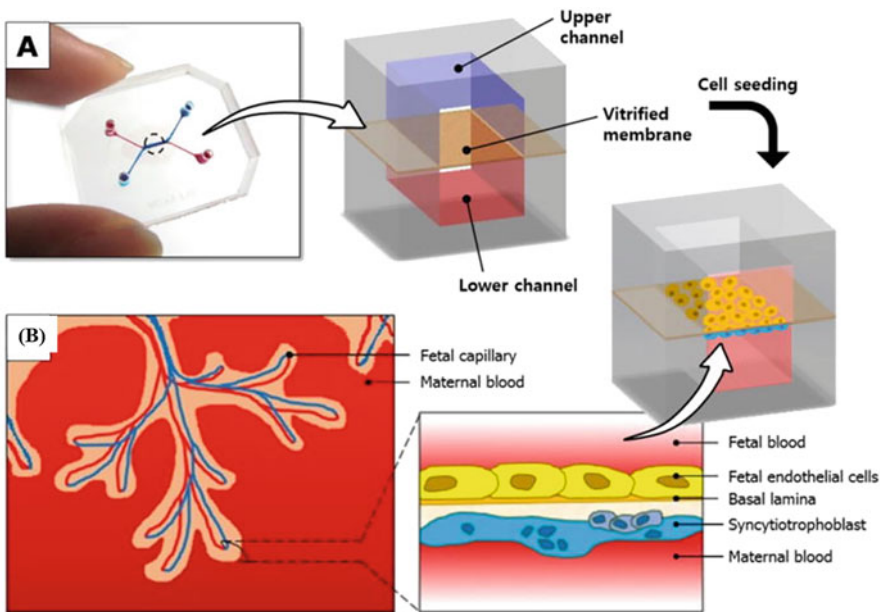 A
Upper
channel
Vitrified
membrane
Lower channel
Cell seeding
(B)
Fetal capillary
Maternal blood
Fetal blood
Fetal endothelial cells
Basal lamina
Syncytiotrophoblast
Maternal blood